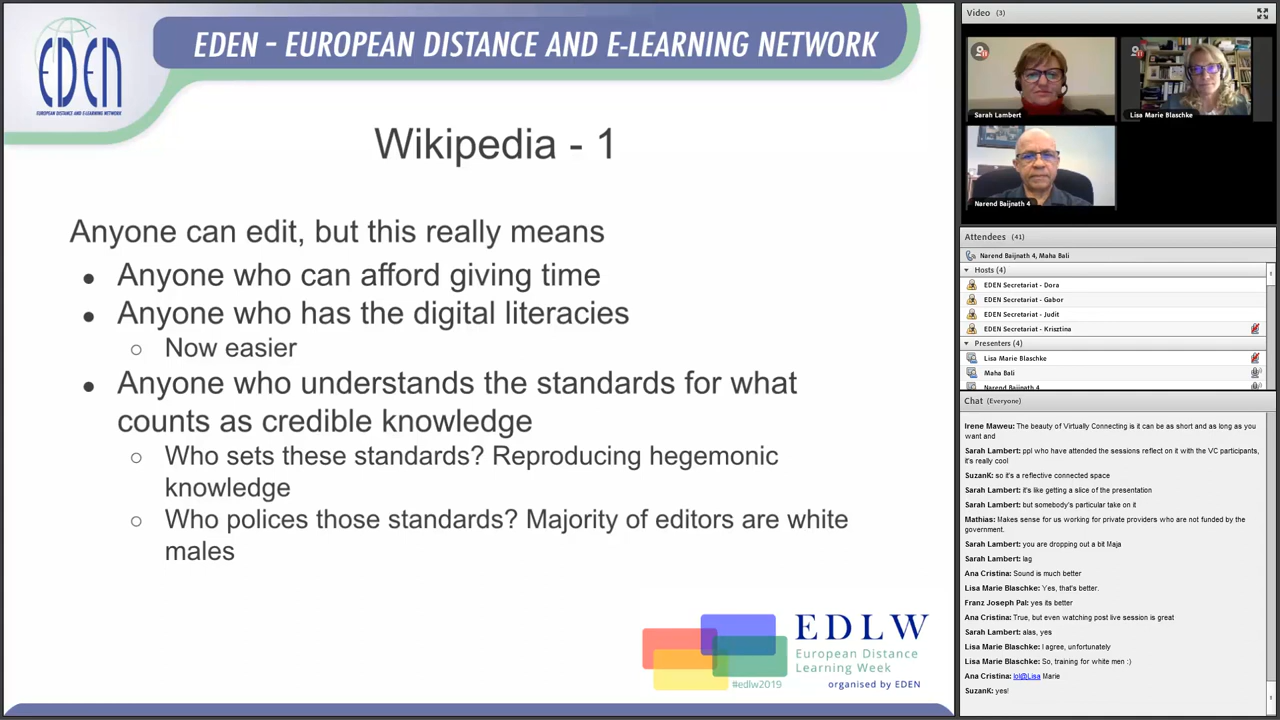 EDEN
EUROPEAN DISTANCE AND E-LEARNING NETWORK
EDEN - EUROPEAN DISTANCE AND E-LEARNING NETWORK
Wikipedia - 1
Anyone can edit, but this really means
● Anyone who can afford giving time
● Anyone who has the digital literacies
○ Now easier
● Anyone who understands the standards for what
counts as credible knowledge
○ Who sets these standards? Reproducing hegemonic
knowledge
○ Who polices those standards? Majority of editors are white
males
EDLW
European Distance
Learning Week
#edlw2019
organised by EDEN
Video (3)
Sarah Lambert
Lisa Marie Blaschke
Narend Baijnath 4
Attendees (41)
Narend Baijnath 4, Maha Bali
Hosts (4)
EDEN Secretariat - Dora
EDEN Secretariat - Gabor
EDEN Secretariat - Judit
EDEN Secretariat - Krisztina
Presenters (4)
Lisa Marie Blaschke
Maha Bali
Narend Baijnath 4
Chat (Everyone)
Irene Maweu: The beauty of Virtually Connecting is it can be as short and as long as you
want and
Sarah Lambert: ppl who have attended the sessions reflect on it with the VC participants,
it's really cool
SuzanK: so it's a reflective connected space
Sarah Lambert: it's like getting a slice of the presentation
Sarah Lambert: but somebody's particular take on it
Mathias: Makes sense for us working for private providers who are not funded by the
government.
Sarah Lambert: you are dropping out a bit Maja
Sarah Lambert: lag
Ana Cristina: Sound is much better
Lisa Marie Blaschke: Yes, that's better.
Franz Joseph Pal: yes its better
Ana Cristina: True, but even watching post live session is great
Sarah Lambert: alas, yes
Lisa Marie Blaschke: I agree, unfortunately
Lisa Marie Blaschke: So, training for white men :)
Ana Cristina: lol@Lisa Marie
SuzanK: yes!